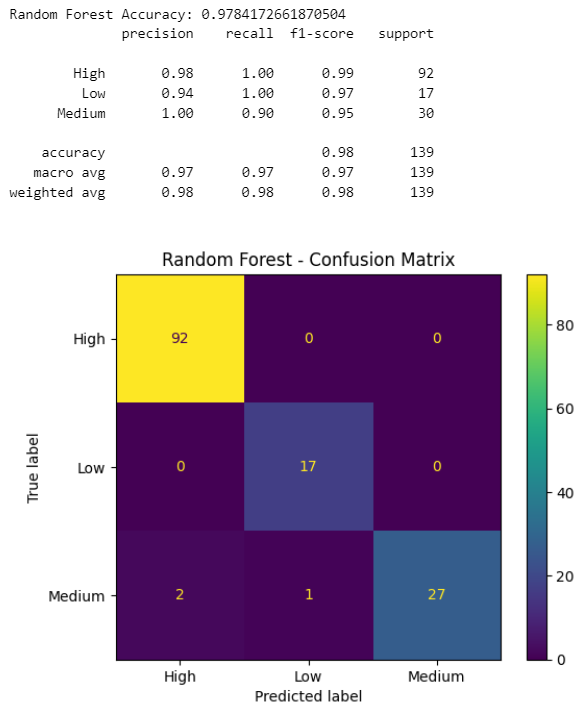 Random Forest Accuracy: 0.9784172661870504
precision recall f1-score support
High 0.98 1.00 0.99 92
Low 0.94 1.00 0.97 17
Medium 1.00 0.90 0.95 30
accuracy 0.98 139
macro avg 0.97 0.97 0.97 139
weighted avg 0.98 0.98 0.98 139
Random Forest - Confusion Matrix
High 92 0 0
Low 0 17 0
Medium 2 1 27
True label
High Low Medium
Predicted label
80
60
40
20
0